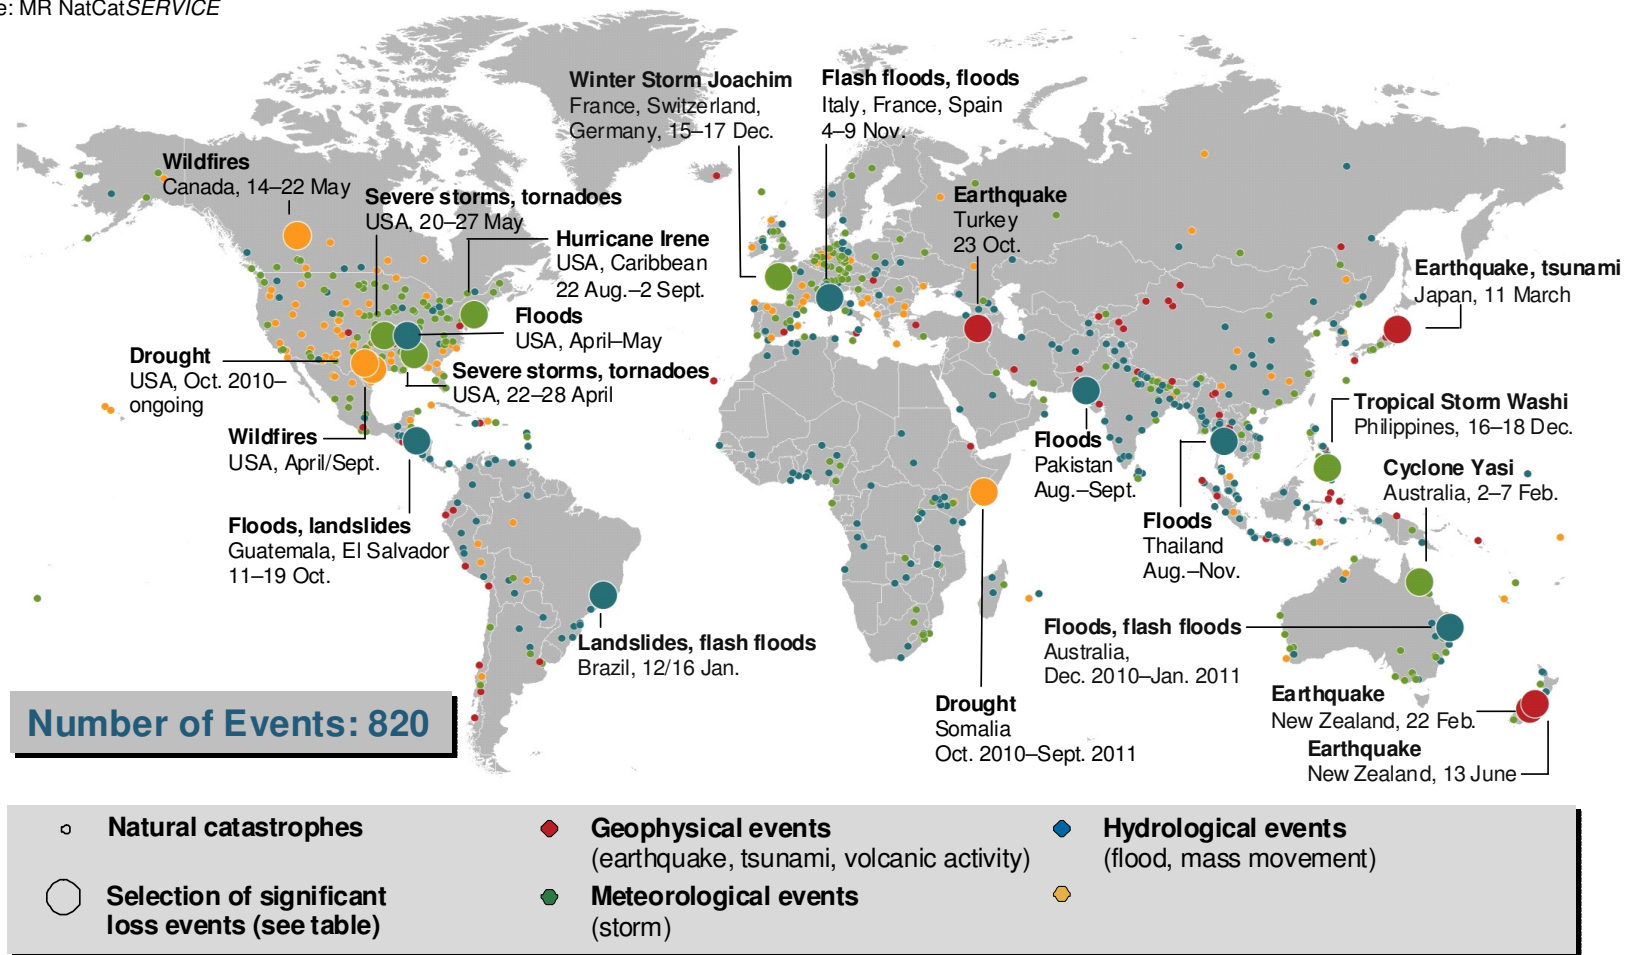 e: MR NatCatSERVICE
Winter Storm Joachim
France, Switzerland,
Germany, 15–17 Dec.
Flash floods, floods
Italy, France, Spain
4–9 Nov.
Wildfires
Canada, 14–22 May
Severe storms, tornadoes
USA, 20–27 May
Earthquake
Turkey
23 Oct.
Hurricane Irene
USA, Caribbean
22 Aug.–2 Sept.
Earthquake, tsunami
Japan, 11 March
Floods
USA, April–May
Drought
USA, Oct. 2010–
ongoing
Severe storms, tornadoes
USA, 22–28 April
Tropical Storm Washi
Philippines, 16–18 Dec.
Wildfires
USA, April/Sept.
Floods
Pakistan
Aug.–Sept.
Cyclone Yasi
Australia, 2–7 Feb.
Floods, landslides
Guatemala, El Salvador
11–19 Oct.
Floods
Thailand
Aug.–Nov.
Landslides, flash floods
Brazil, 12/16 Jan.
Floods, flash floods
Australia,
Dec. 2010–Jan. 2011
Drought
Somalia
Oct. 2010–Sept. 2011
Earthquake
New Zealand, 22 Feb.
Earthquake
New Zealand, 13 June
Number of Events: 820
Natural catastrophes
Selection of significant
loss events (see table)
Geophysical events
(earthquake, tsunami, volcanic activity)
Meteorological events
(storm)
Hydrological events
(flood, mass movement)